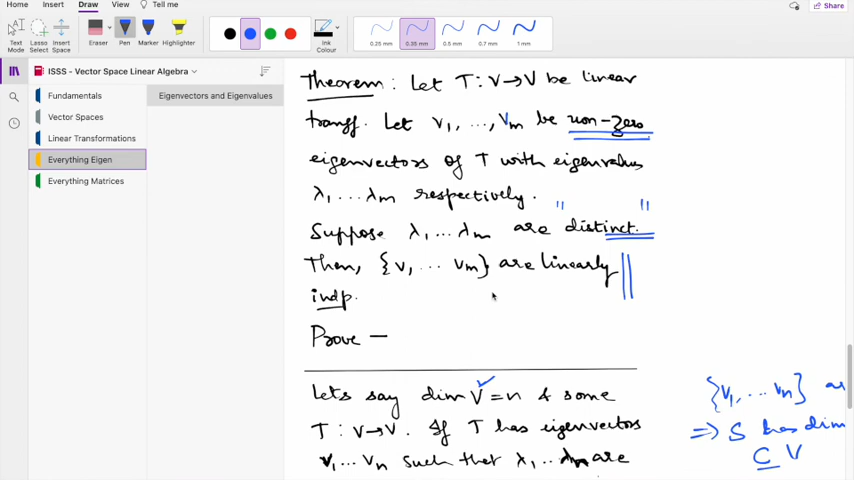 Home Insert Draw View Tell me
Share
Text Mode
Lasso Select
Insert Space
Eraser
Pen
Marker
Highlighter
Ink Colour
0.25 mm
0.35 mm
0.5 mm
0.7 mm
1 mm
ISSS - Vector Space Linear Algebra
Fundamentals
Vector Spaces
Linear Transformations
Everything Eigen
Everything Matrices
Eigenvectors and Eigenvalues
Theorem : Let T : V → V be linear
transf. Let v₁, ..., vₘ be non-zero
eigenvectors of T with eigenvalues
λ₁ ... λₘ respectively.
Suppose λ₁ ... λₘ are "distinct."
Then, {v₁ ... vₘ} are linearly
indp.
Prove —
Lets say dim V = n & some
T : V → V. If T has eigenvectors
v₁ ... vₙ such that λ₁ ... λₙ are
{v₁, ... vₙ} ar
⇒ S has dim
⊆ V